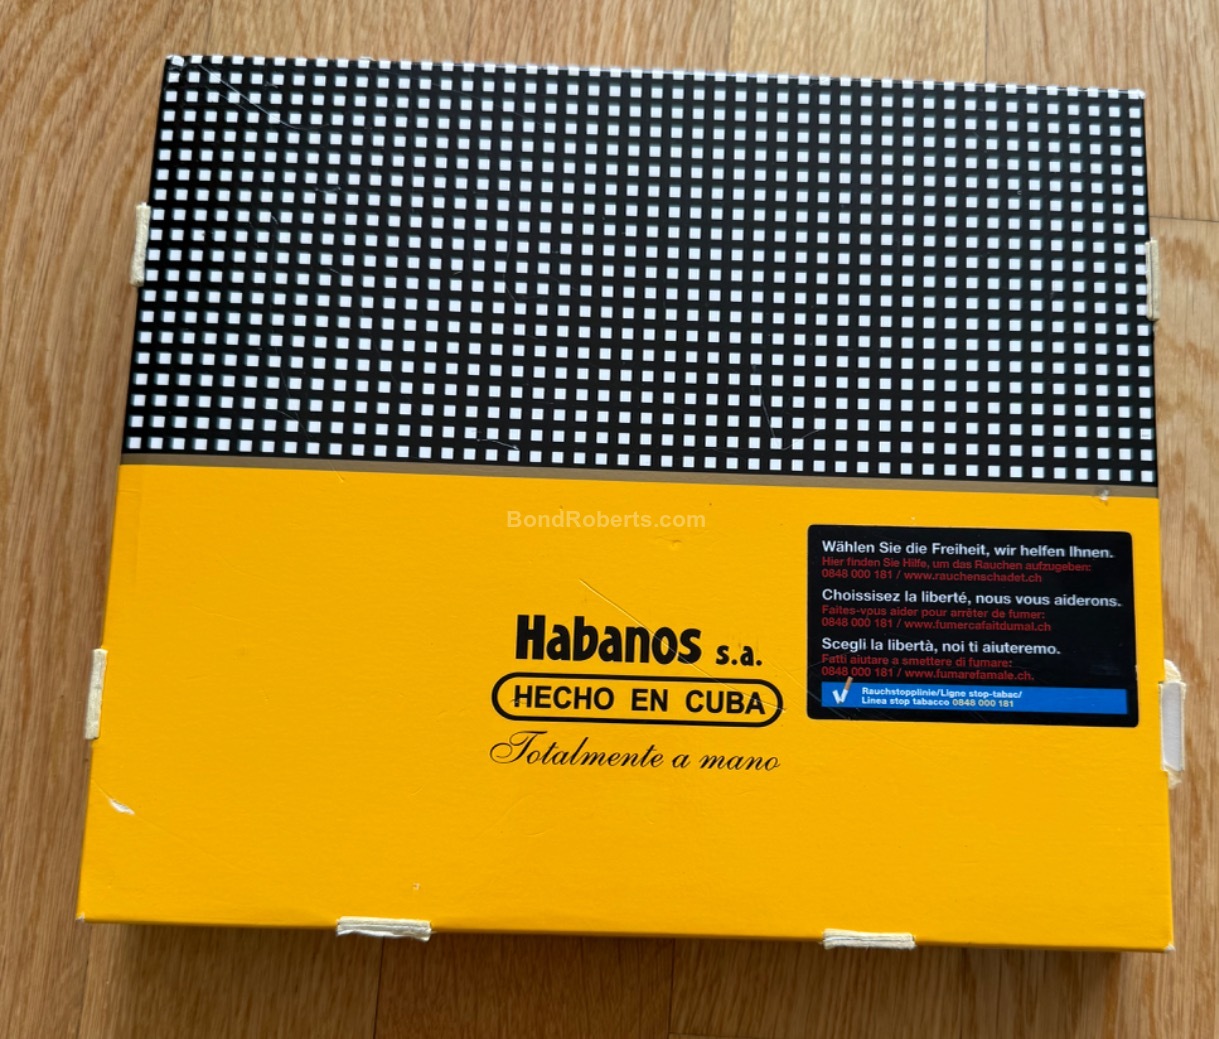 BondRoberts.com
Wählen Sie die Freiheit, wir helfen Ihnen.
Hier finden Sie Hilfe, um das Rauchen aufzugeben:
0848 000 181 / www.rauchenschadet.ch
Choissisez la liberté, nous vous aiderons.
Faites-vous aider pour arrêter de fumer:
0848 000 181 / www.fumercafaitdumal.ch
Scegli la libertà, noi ti aiuteremo.
Fatti aiutare a smettere di fumare:
0848 000 181 / www.fumarefamale.ch.
Rauchstopplinie/Ligne stop-tabac/
Linea stop tabacco 0848 000 181
Habanos s.a.
HECHO EN CUBA
Totalmente a mano